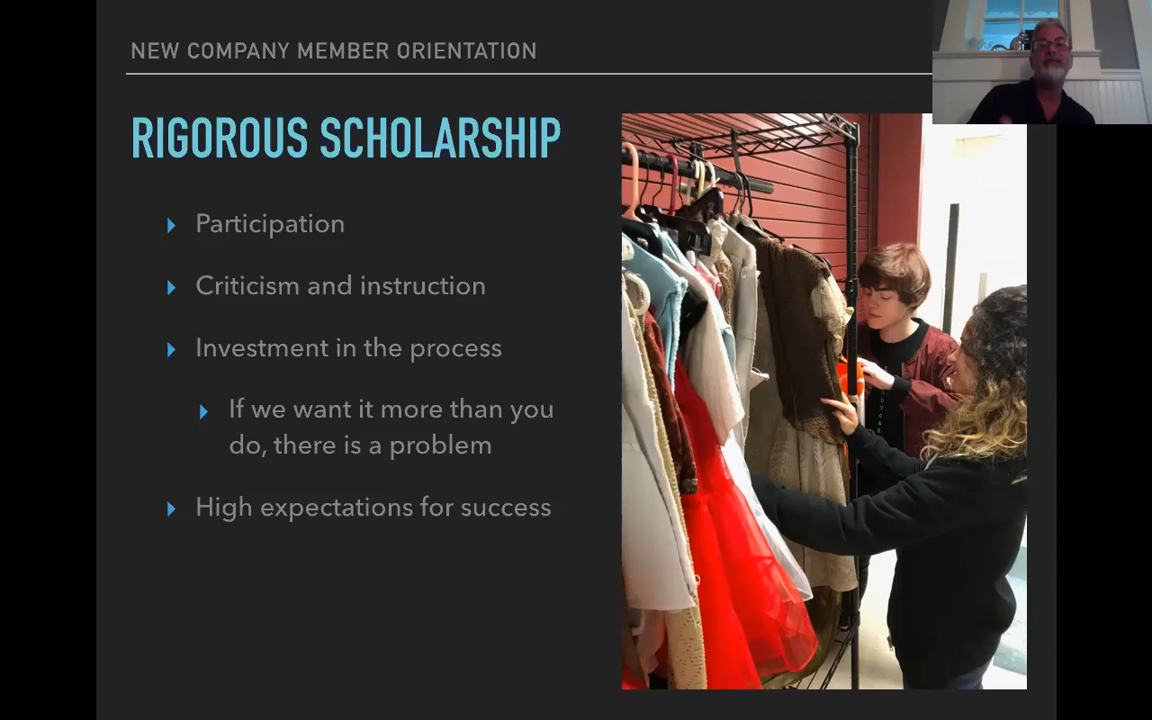 NEW COMPANY MEMBER ORIENTATION
RIGOROUS SCHOLARSHIP
Participation
Criticism and instruction
Investment in the process
If we want it more than you
do, there is a problem
High expectations for success